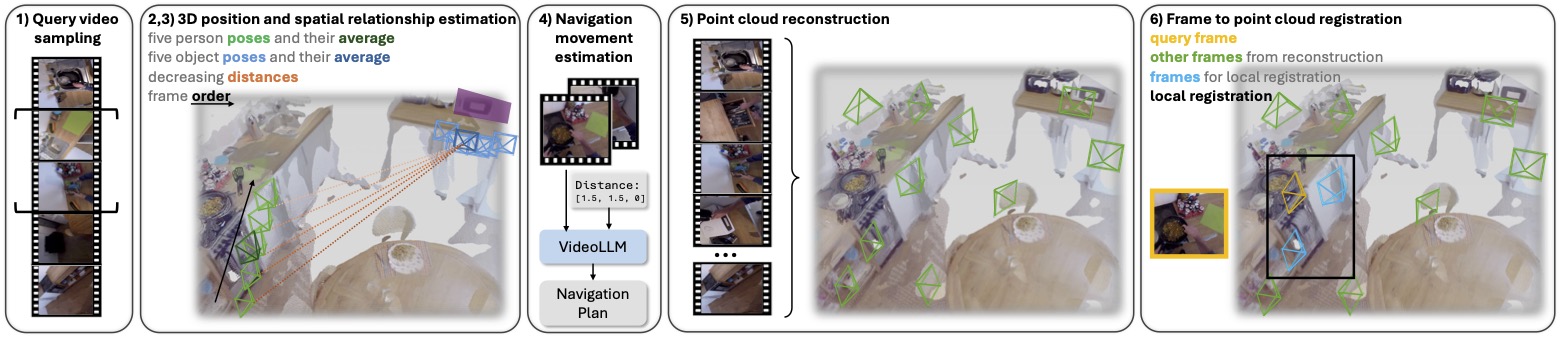 1) Query video
sampling
2,3) 3D position and spatial relationship estimation
five person poses and their average
five object poses and their average
decreasing distances
frame order
4) Navigation
movement
estimation
Distance:
[1.5, 1.5, 0]
VideoLLM
Navigation
Plan
5) Point cloud reconstruction
...
6) Frame to point cloud registration
query frame
other frames from reconstruction
frames for local registration
local registration